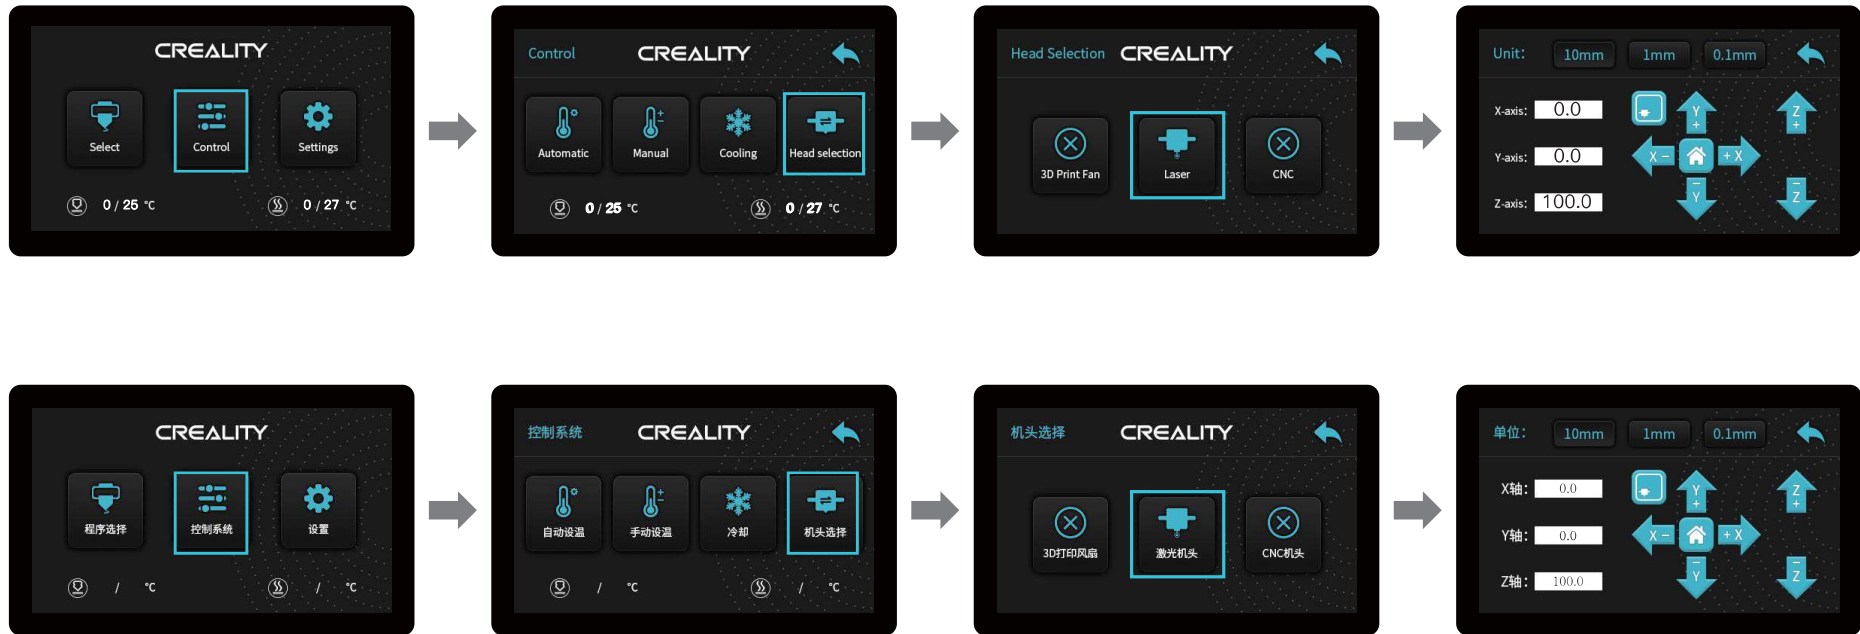 CREALITY
Select
Control
Settings
0 / 25 °C
0 / 27 °C
Control
CREALITY
Automatic
Manual
Cooling
Head selection
0 / 25 °C
0 / 27 °C
Head Selection
CREALITY
3D Print Fan
Laser
CNC
Unit:
10mm
1mm
0.1mm
X-axis: 0.0
Y-axis: 0.0
Z-axis: 100.0
Y +
Z +
X −
+ X
− Y
− Z
CREALITY
程序选择
控制系统
设置
/ °C
/ °C
控制系统
CREALITY
自动设温
手动设温
冷却
机头选择
/ °C
/ °C
机头选择
CREALITY
3D打印风扇
激光机头
CNC机头
单位:
10mm
1mm
0.1mm
X轴: 0.0
Y轴: 0.0
Z轴: 100.0
Y +
Z +
X −
+ X
− Y
− Z